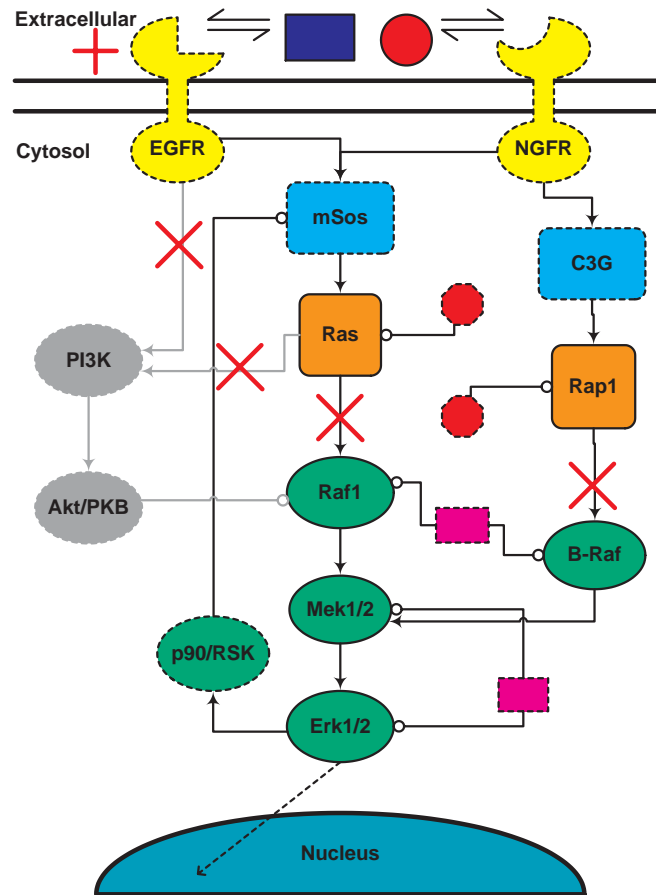 Extracellular
Cytosol
EGFR
NGFR
mSos
C3G
Ras
PI3K
Rap1
Raf1
Akt/PKB
B-Raf
Mek1/2
p90/RSK
Erk1/2
Nucleus